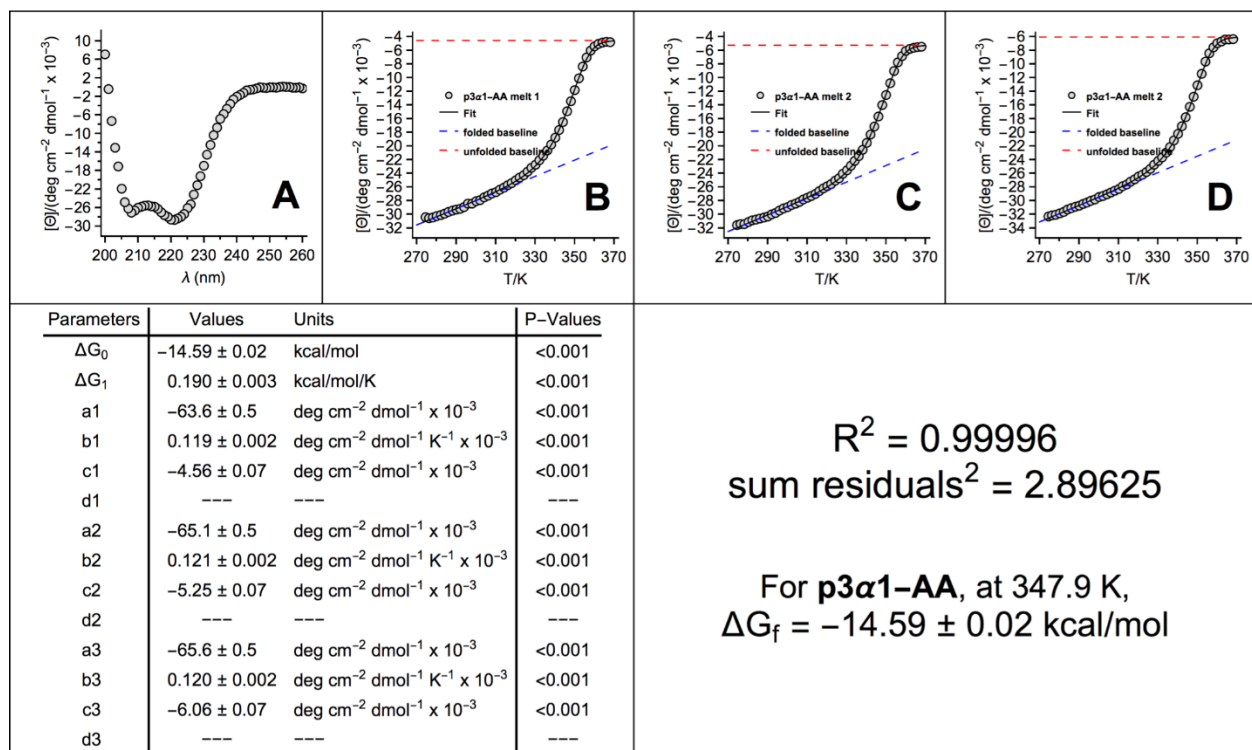 [Θ]/(deg cm⁻² dmol⁻¹ x 10⁻³)
10
2
−6
−14
−22
−30
A
200 210 220 230 240 250 260
λ (nm)
[Θ]/(deg cm⁻² dmol⁻¹ x 10⁻³)
−4
−8
−12
−16
−20
−24
−28
−32
p3α1−AA melt 1
Fit
folded baseline
unfolded baseline
B
270 290 310 330 350 370
T/K
[Θ]/(deg cm⁻² dmol⁻¹ x 10⁻³)
−4
−8
−12
−16
−20
−24
−28
−32
p3α1−AA melt 2
Fit
folded baseline
unfolded baseline
C
270 290 310 330 350 370
T/K
[Θ]/(deg cm⁻² dmol⁻¹ x 10⁻³)
−6
−10
−14
−18
−22
−26
−30
−34
p3α1−AA melt 2
Fit
folded baseline
unfolded baseline
D
270 290 310 330 350 370
T/K
Parameters Values Units P−Values
ΔG₀ −14.59 ± 0.02 kcal/mol <0.001
ΔG₁ 0.190 ± 0.003 kcal/mol/K <0.001
a1 −63.6 ± 0.5 deg cm⁻² dmol⁻¹ x 10⁻³ <0.001
b1 0.119 ± 0.002 deg cm⁻² dmol⁻¹ K⁻¹ x 10⁻³ <0.001
c1 −4.56 ± 0.07 deg cm⁻² dmol⁻¹ x 10⁻³ <0.001
d1 −−− −−− −−−
a2 −65.1 ± 0.5 deg cm⁻² dmol⁻¹ x 10⁻³ <0.001
b2 0.121 ± 0.002 deg cm⁻² dmol⁻¹ K⁻¹ x 10⁻³ <0.001
c2 −5.25 ± 0.07 deg cm⁻² dmol⁻¹ x 10⁻³ <0.001
d2 −−− −−− −−−
a3 −65.6 ± 0.5 deg cm⁻² dmol⁻¹ x 10⁻³ <0.001
b3 0.120 ± 0.002 deg cm⁻² dmol⁻¹ K⁻¹ x 10⁻³ <0.001
c3 −6.06 ± 0.07 deg cm⁻² dmol⁻¹ x 10⁻³ <0.001
d3 −−− −−− −−−
R² = 0.99996
sum residuals² = 2.89625
For p3α1−AA, at 347.9 K,
ΔG_f = −14.59 ± 0.02 kcal/mol